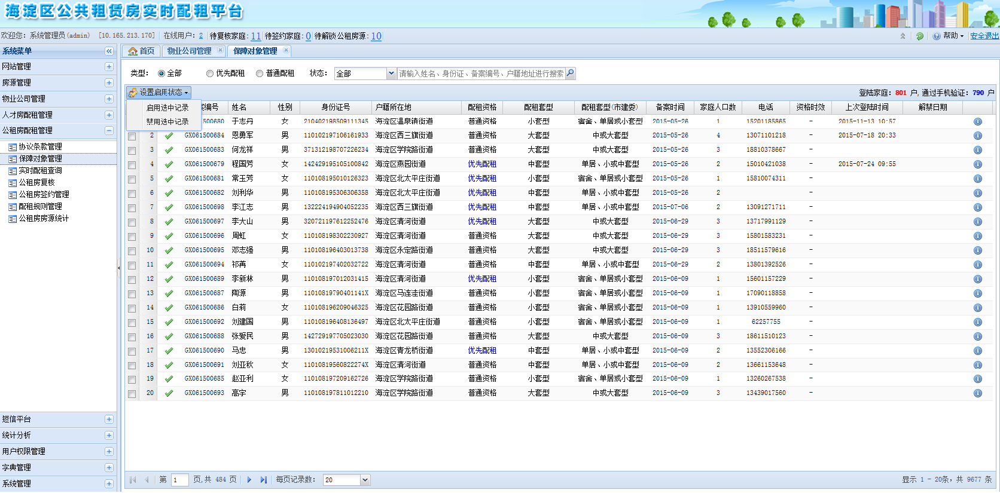 海淀区公共租赁房实时配租平台
欢迎您: 系统管理员(admin) [10.165.213.170] 在线用户: 2 待复核家庭: 11 待签约家庭: 0 待解锁公租房源: 10 帮助 安全退出
系统菜单 首页 物业公司管理 保障对象管理
网站管理
房源管理
物业公司管理
人才房配租管理
公租房配租管理
协议条款管理
保障对象管理
实时配租查询
公租房复核
公租房签约管理
配租规则管理
公租房房源统计
短信平台
统计分析
用户权限管理
字典管理
系统管理
类型: 全部 优先配租 普通配租 状态: 全部 请输入姓名、身份证、备案编号、户籍地址进行搜索
设置启用状态 登陆家庭: 801 户, 通过手机验证: 790 户
启用选中记录
禁用选中记录
编号 姓名 性别 身份证号 户籍所在地 配租资格 配租套型 配租套型(市建委) 备案时间 家庭人口数 电话 资格时效 上次登陆时间 解禁日期
500680 于志丹 女 210402198509111345 海淀区温泉镇街道 普通资格 小套型 宿舍、单居或小套型 2015-05-26 1 15201185865 - 2015-11-13 10:57
2 GX061500684 恩勇军 男 110102197106161933 海淀区西三旗街道 普通资格 大套型 中或大套型 2015-05-26 4 13071101218 - 2015-07-18 20:33
3 GX061500683 何龙祥 男 371312198707226234 海淀区学院路街道 普通资格 大套型 中或大套型 2015-05-26 3 18810378667 -
4 GX061500679 程国芳 女 142429195105100842 海淀区燕园街道 优先配租 中套型 单居、小或中套型 2015-05-26 2 15010421038 - 2015-07-24 09:55
5 GX061500681 常玉芳 女 110108195010126323 海淀区北太平庄街道 优先配租 小套型 宿舍、单居或小套型 2015-05-26 1 15810074311 -
6 GX061500682 刘利华 男 110108195306306358 海淀区北太平庄街道 优先配租 中套型 单居、小或中套型 2015-05-26 2 -
7 GX061500698 李江志 男 132224194904052235 海淀区西三旗街道 优先配租 中套型 单居、小或中套型 2015-07-06 2 13091271711 -
8 GX061500697 李大山 男 320721197612252476 海淀区清河街道 优先配租 大套型 中或大套型 2015-06-29 3 13717991129 -
9 GX061500696 周虹 女 110108198302230927 海淀区清河街道 普通资格 大套型 中或大套型 2015-06-29 3 15801583231 -
10 GX061500695 邓志强 男 110108196403013738 海淀区永定路街道 普通资格 大套型 中或大套型 2015-06-29 3 18511579616 -
11 GX061500694 祁苒 女 110102197402032722 海淀区清河街道 普通资格 中套型 单居、小或中套型 2015-06-29 2 13801392526 -
12 GX061500689 李新林 男 110108197012031415 海淀区清河街道 优先配租 小套型 宿舍、单居或小套型 2015-06-09 1 15601157229 -
13 GX061500687 陶源 男 11010819790401141X 海淀区马连洼街道 普通资格 小套型 宿舍、单居或小套型 2015-06-09 1 17090118858 -
14 GX061500686 白莉 女 110108196209046325 海淀区花园路街道 普通资格 小套型 宿舍、单居或小套型 2015-06-09 1 13910559960 -
15 GX061500692 刘建国 男 110108196408136497 海淀区北太平庄街道 普通资格 小套型 宿舍、单居或小套型 2015-06-09 1 62257755 -
16 GX061500688 张爱民 男 142729197705023030 海淀区花园路街道 普通资格 大套型 中或大套型 2015-06-09 3 18611510123 -
17 GX061500690 马忠 男 13010219531006211X 海淀区青龙桥街道 优先配租 中套型 单居、小或中套型 2015-06-09 2 13552306166 -
18 GX061500691 刘亚秋 女 11010819560822274X 海淀区清河街道 普通资格 中套型 单居、小或中套型 2015-06-09 2 13661153648 -
19 GX061500685 赵亚利 女 110108197209162726 海淀区学院路街道 普通资格 小套型 宿舍、单居或小套型 2015-06-09 1 13260267538 -
20 GX061500693 高宇 男 110108197811012210 海淀区学院路街道 普通资格 大套型 中或大套型 2015-06-09 3 13439017560 -
第 1 页,共 484 页 每页记录数: 20 显示 1 - 20条, 共 9677 条